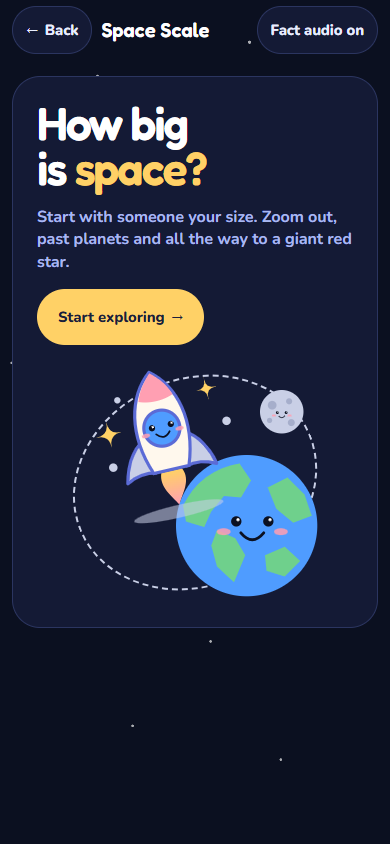 ← Back
Space Scale
Fact audio on
How big
is space?
Start with someone your size. Zoom out,
past planets and all the way to a giant red
star.
Start exploring →